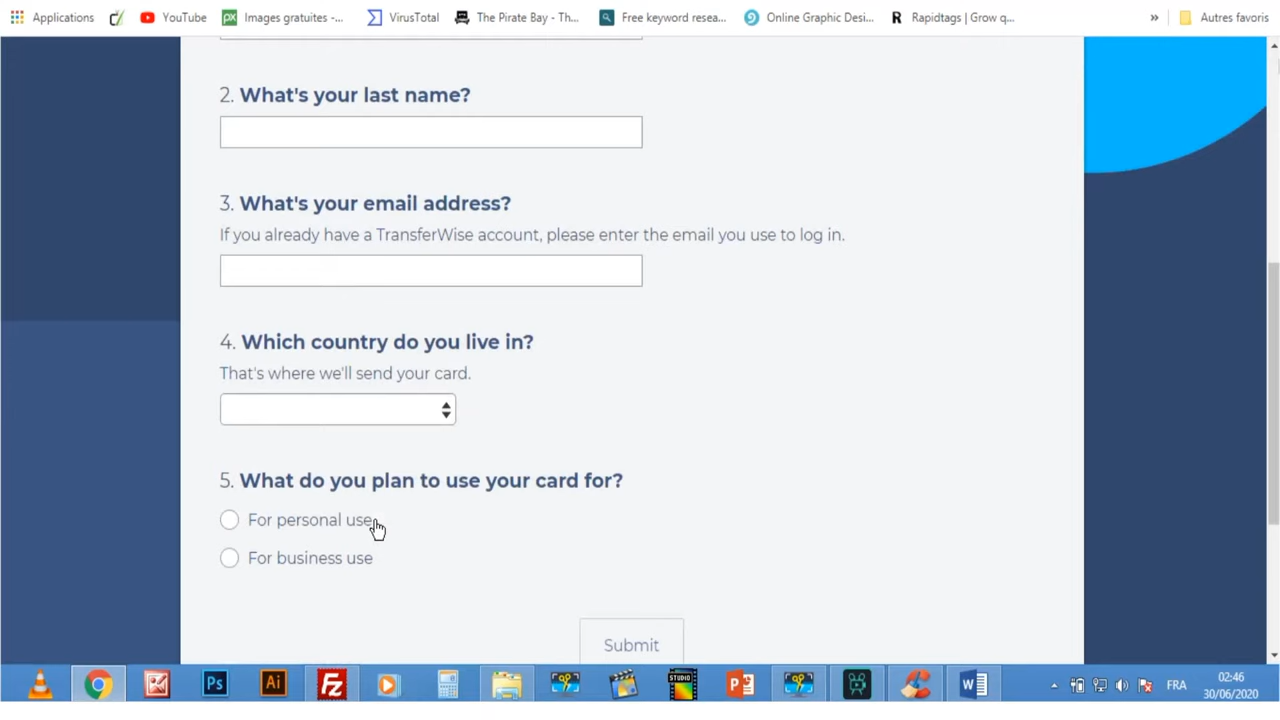 Applications YouTube Images gratuites -... VirusTotal The Pirate Bay - Th... Free keyword resea... Online Graphic Desi... R Rapidtags | Grow q... » Autres favoris
2. What's your last name?
3. What's your email address?
If you already have a TransferWise account, please enter the email you use to log in.
4. Which country do you live in?
That's where we'll send your card.
5. What do you plan to use your card for?
For personal use
For business use
Submit
Ps Ai Fz STUDIO P W FRA 02:46
30/06/2020